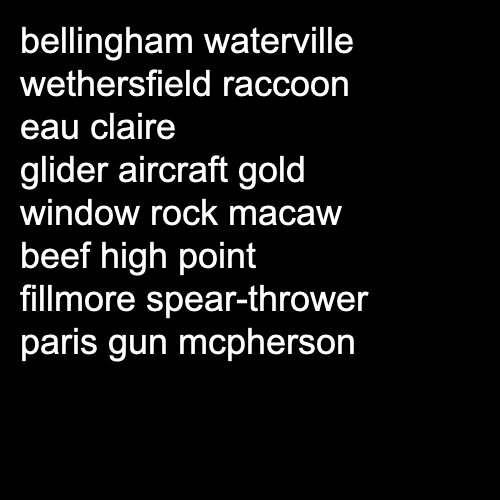 bellingham waterville
wethersfield raccoon
eau claire
glider aircraft gold
window rock macaw
beef high point
fillmore spear-thrower
paris gun mcpherson